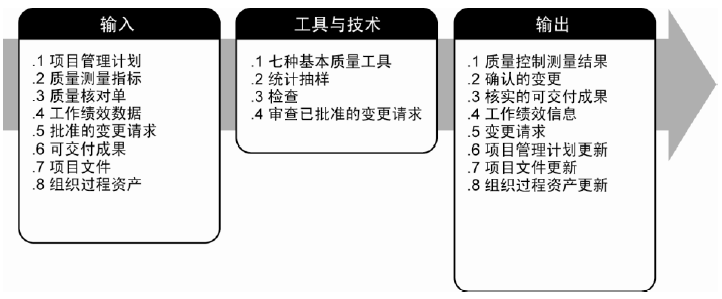 输入
.1 项目管理计划
.2 质量测量指标
.3 质量核对单
.4 工作绩效数据
.5 批准的变更请求
.6 可交付成果
.7 项目文件
.8 组织过程资产
工具与技术
.1 七种基本质量工具
.2 统计抽样
.3 检查
.4 审查已批准的变更请求
输出
.1 质量控制测量结果
.2 确认的变更
.3 核实的可交付成果
.4 工作绩效信息
.5 变更请求
.6 项目管理计划更新
.7 项目文件更新
.8 组织过程资产更新